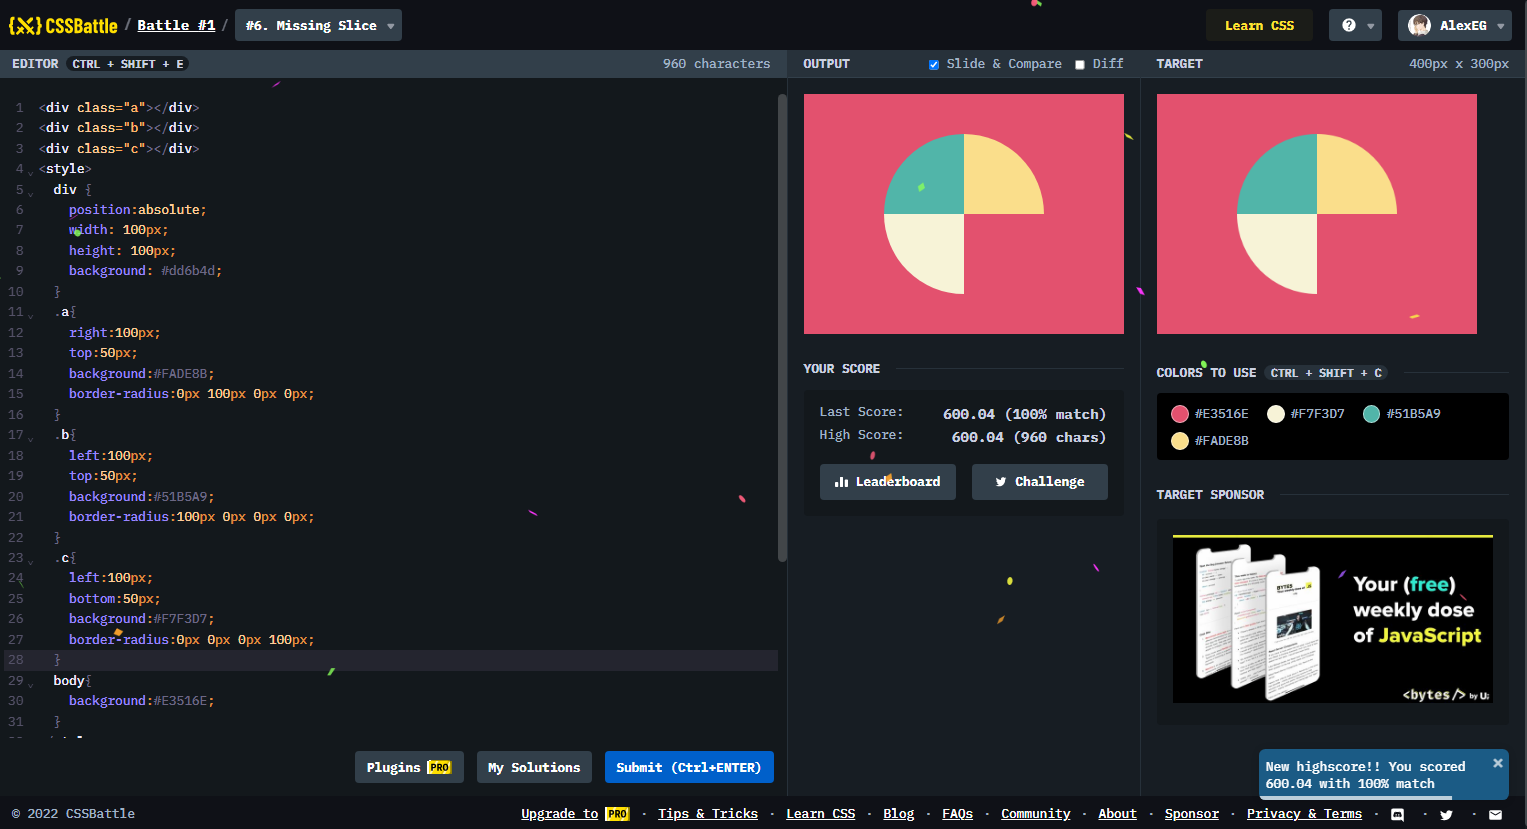 {X} CSSBattle / Battle #1 / #6. Missing Slice
Learn CSS
AlexEG
EDITOR CTRL + SHIFT + E 960 characters
1 <div class="a"></div>
2 <div class="b"></div>
3 <div class="c"></div>
4 <style>
5 div {
6 position:absolute;
7 width: 100px;
8 height: 100px;
9 background: #dd6b4d;
10 }
11 .a{
12 right:100px;
13 top:50px;
14 background:#FADE8B;
15 border-radius:0px 100px 0px 0px;
16 }
17 .b{
18 left:100px;
19 top:50px;
20 background:#51B5A9;
21 border-radius:100px 0px 0px 0px;
22 }
23 .c{
24 left:100px;
25 bottom:50px;
26 background:#F7F3D7;
27 border-radius:0px 0px 0px 100px;
28 }
29 body{
30 background:#E3516E;
31 }
Plugins PRO My Solutions Submit (Ctrl+ENTER)
OUTPUT Slide & Compare Diff
YOUR SCORE
Last Score: 600.04 (100% match)
High Score: 600.04 (960 chars)
Leaderboard Challenge
TARGET 400px x 300px
COLORS TO USE CTRL + SHIFT + C
#E3516E #F7F3D7 #51B5A9
#FADE8B
TARGET SPONSOR
BYTES
Your (free)
weekly dose
of JavaScript
<bytes/> by ui
New highscore!! You scored
600.04 with 100% match
© 2022 CSSBattle Upgrade to PRO · Tips & Tricks · Learn CSS · Blog · FAQs · Community · About · Sponsor · Privacy & Terms